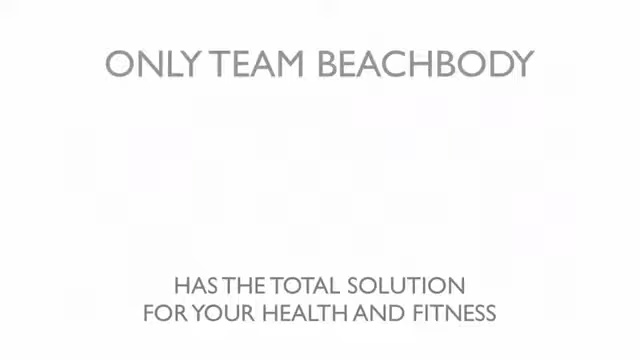 ONLY TEAM BEACHBODY
HAS THE TOTAL SOLUTION
FOR YOUR HEALTH AND FITNESS